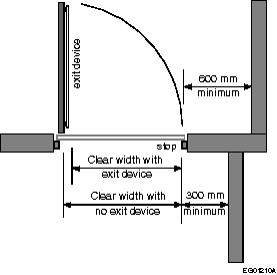 exit device
600 mm
minimum
stop
Clear width with
exit device
Clear width with
no exit device
300 mm
minimum
EG01210A